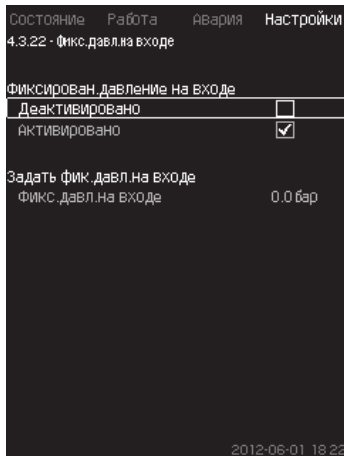 Состояние Работа Авария Настройки
4.3.22 - Фикс.давл.на входе
Фиксирован.давление на входе
Деактивировано
Активировано
Задать фик.давл.на входе
Фикс.давл.на входе 0.0 бар
2012-06-01 18:22